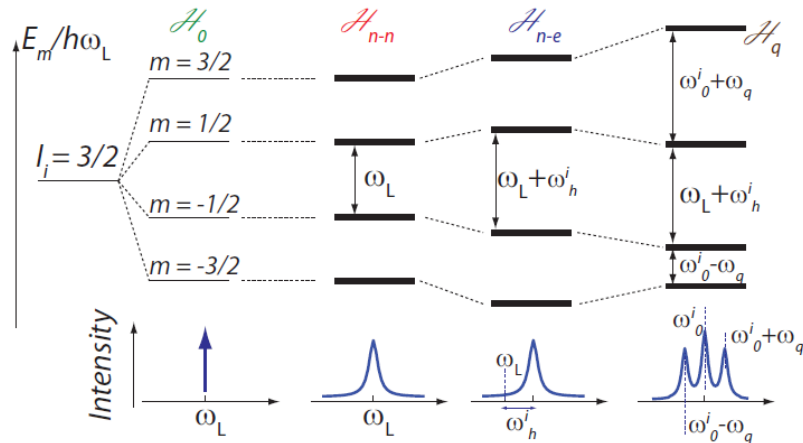 E_m/hω_L
ℋ_0
ℋ_n-n
ℋ_n-e
ℋ_q
m = 3/2
m = 1/2
I_i = 3/2
m = -1/2
m = -3/2
ω_L
ω_L+ω^i_h
ω^i_0+ω_q
ω_L+ω^i_h
ω^i_0-ω_q
Intensity
ω_L
ω_L
ω_L
ω^i_h
ω^i_0
ω^i_0+ω_q
ω^i_0-ω_q